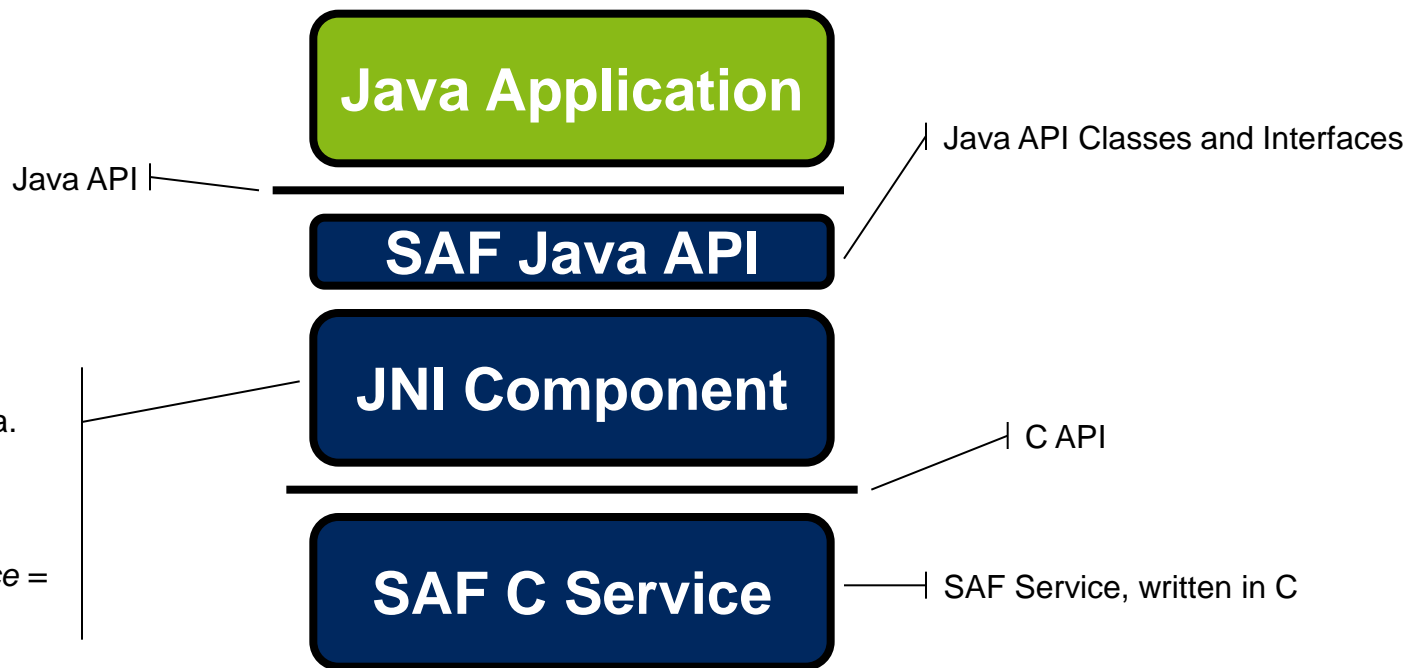 Java Application
Java API Classes and Interfaces
Java API
SAF Java API
JNI Component
a.
C API
e =
SAF C Service
SAF Service, written in C